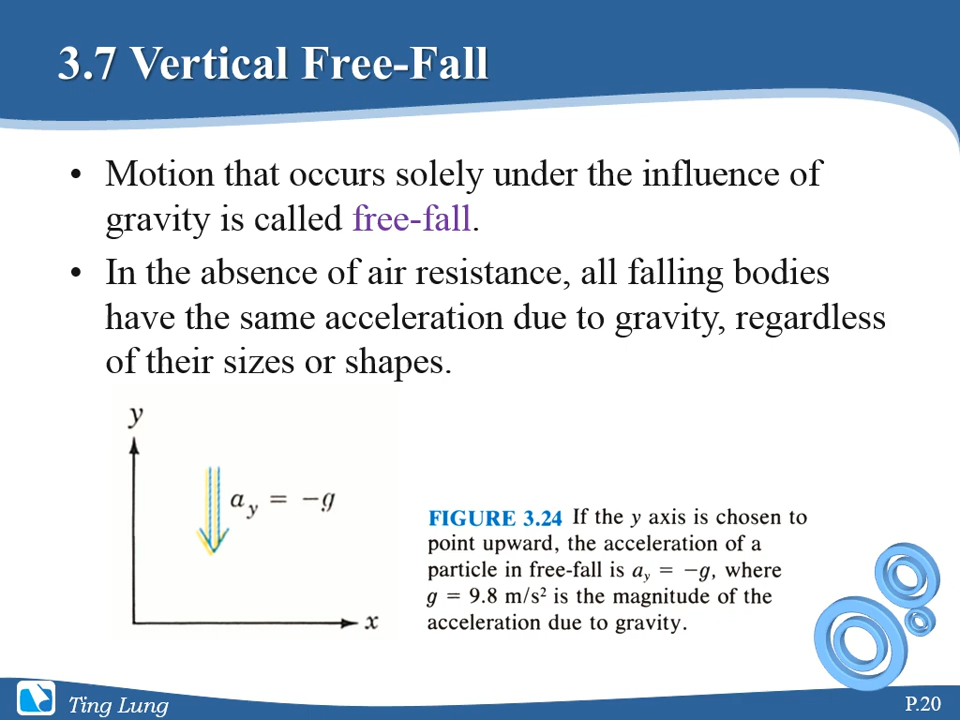 3.7 Vertical Free-Fall
• Motion that occurs solely under the influence of
gravity is called free-fall.
• In the absence of air resistance, all falling bodies
have the same acceleration due to gravity, regardless
of their sizes or shapes.
y
a_y = −g
x
FIGURE 3.24 If the y axis is chosen to
point upward, the acceleration of a
particle in free-fall is a_y = −g, where
g = 9.8 m/s² is the magnitude of the
acceleration due to gravity.
Ting Lung
P.20